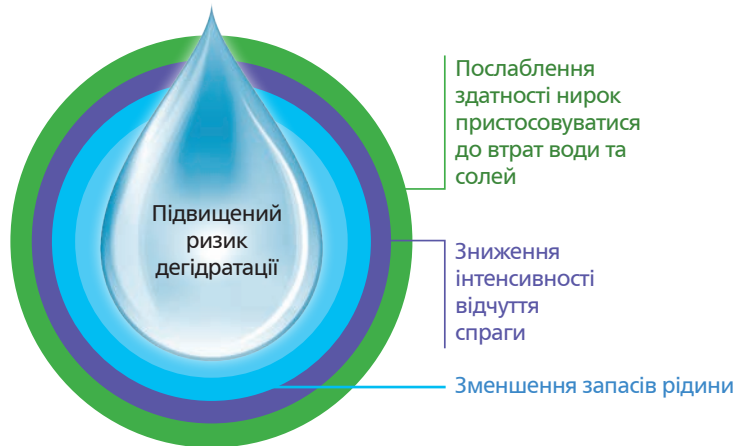 Підвищений
ризик
дегідратації
Послаблення
здатності нирок
пристосовуватися
до втрат води та
солей
Зниження
інтенсивності
відчуття
спраги
Зменшення запасів рідини